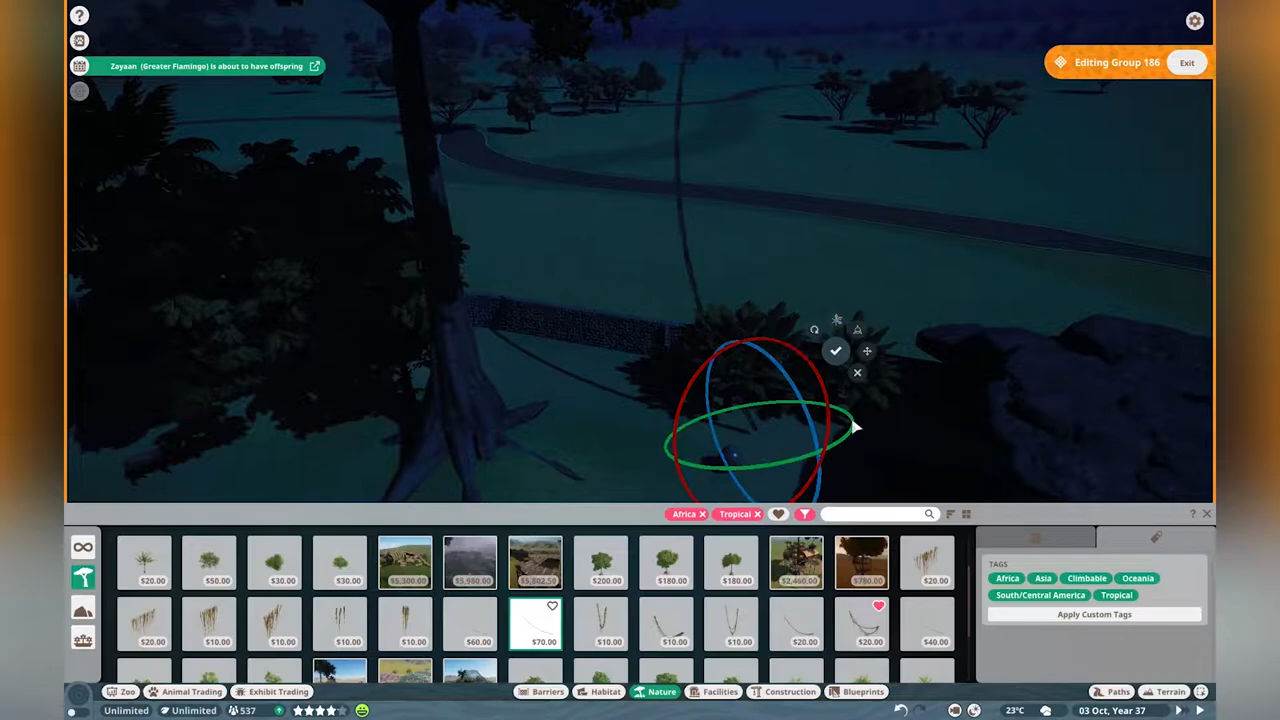 ?
Zayaan (Greater Flamingo) is about to have offspring
Editing Group 186 Exit
Africa × Tropical ×
? ×
$20.00 $50.00 $30.00 $30.00 $5,300.00 $5,980.00 $5,802.50 $200.00 $180.00 $180.00 $2,460.00 $780.00 $20.00
TAGS
Africa Asia Climbable Oceania
South/Central America Tropical
Apply Custom Tags
$20.00 $10.00 $10.00 $10.00 $10.00 $60.00 $70.00 $10.00 $10.00 $10.00 $20.00 $20.00 $40.00
Zoo Animal Trading Exhibit Trading Barriers Habitat Nature Facilities Construction Blueprints Paths Terrain
Unlimited Unlimited 537 23°C 03 Oct, Year 37